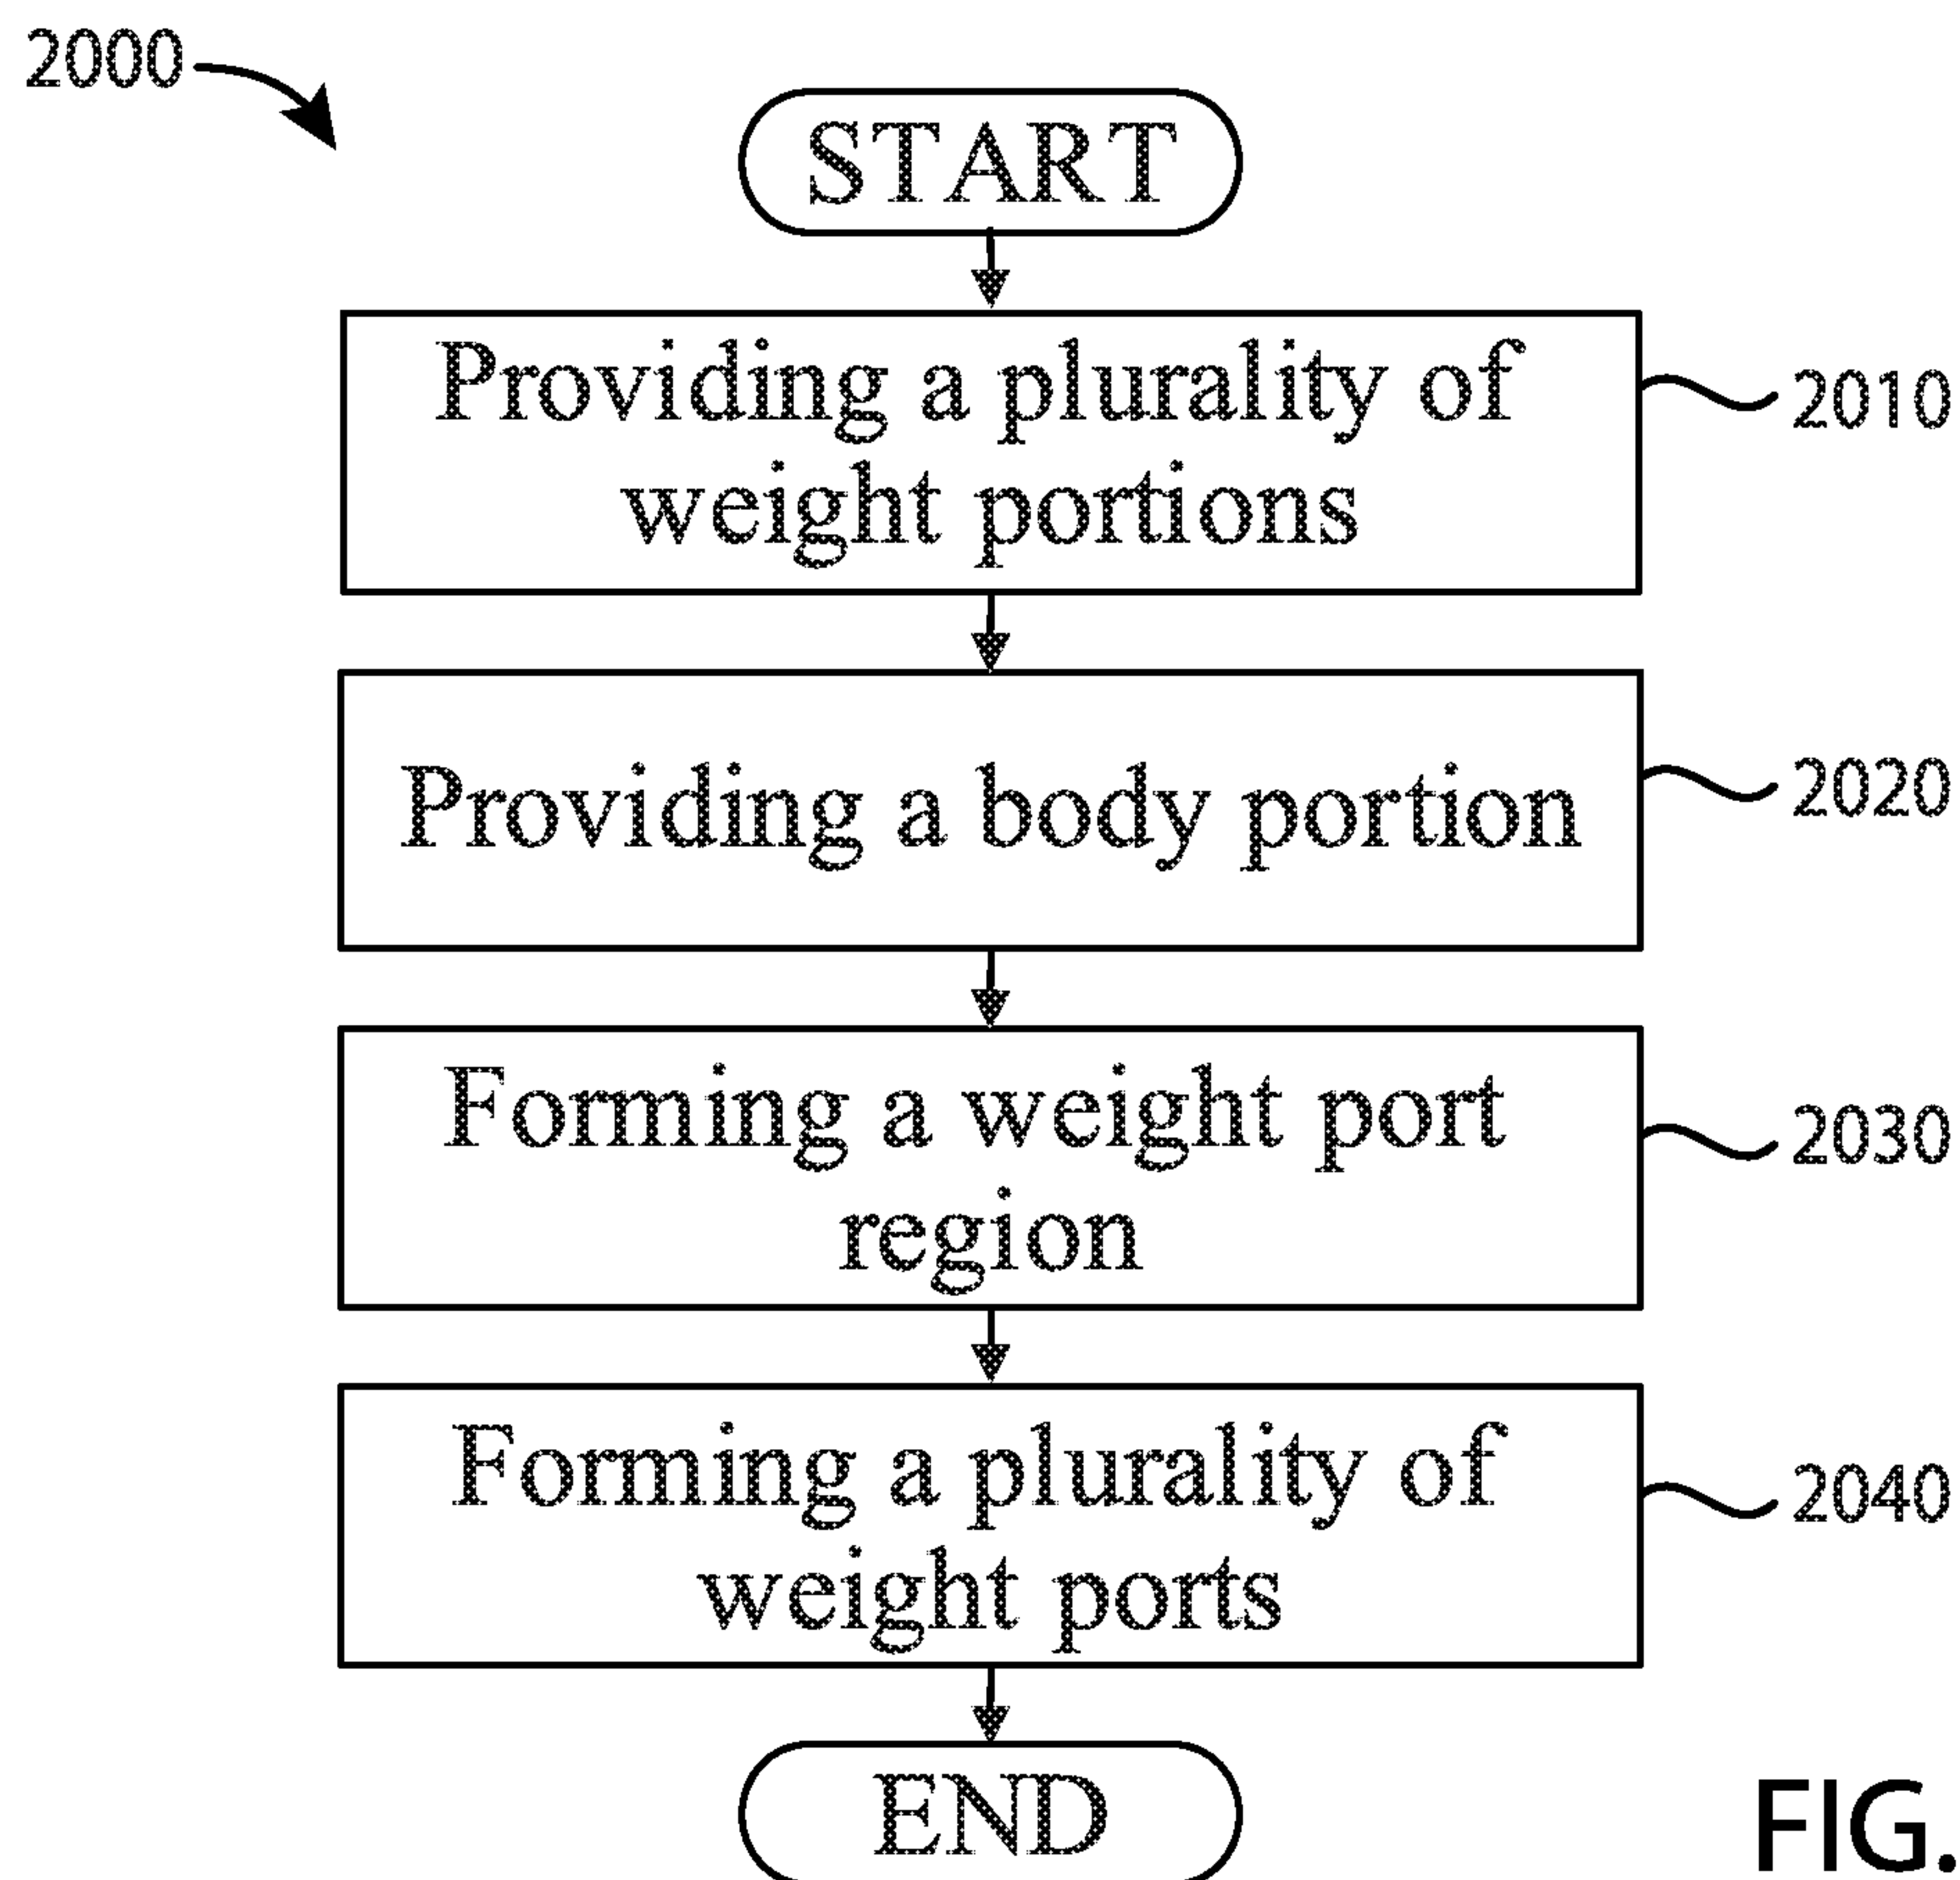 2000
START
Providing a plurality of
weight portions
2010
Providing a body portion
2020
Forming a weight port
region
2030
Forming a plurality of
weight ports
2040
END
FIG.